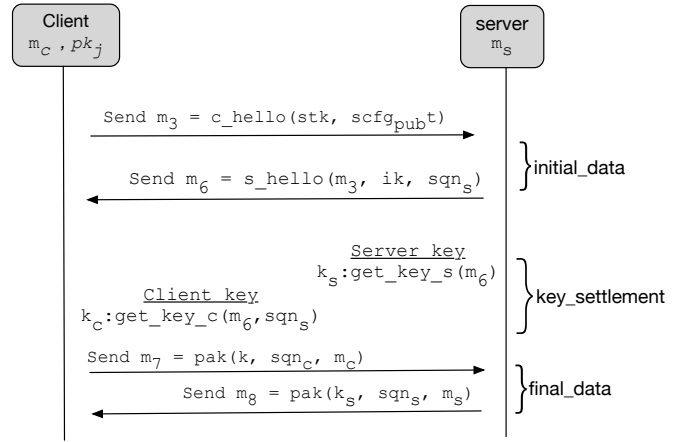 Client
m_c , pk_j
server
m_s
Send m_3 = c_hello(stk, scfg_pub t)
Send m_6 = s_hello(m_3, ik, sqn_s)
initial_data
Server key
k_s:get_key_s(m_6)
Client key
k_c:get_key_c(m_6,sqn_s)
key_settlement
Send m_7 = pak(k, sqn_c, m_c)
Send m_8 = pak(k_s, sqn_s, m_s)
final_data